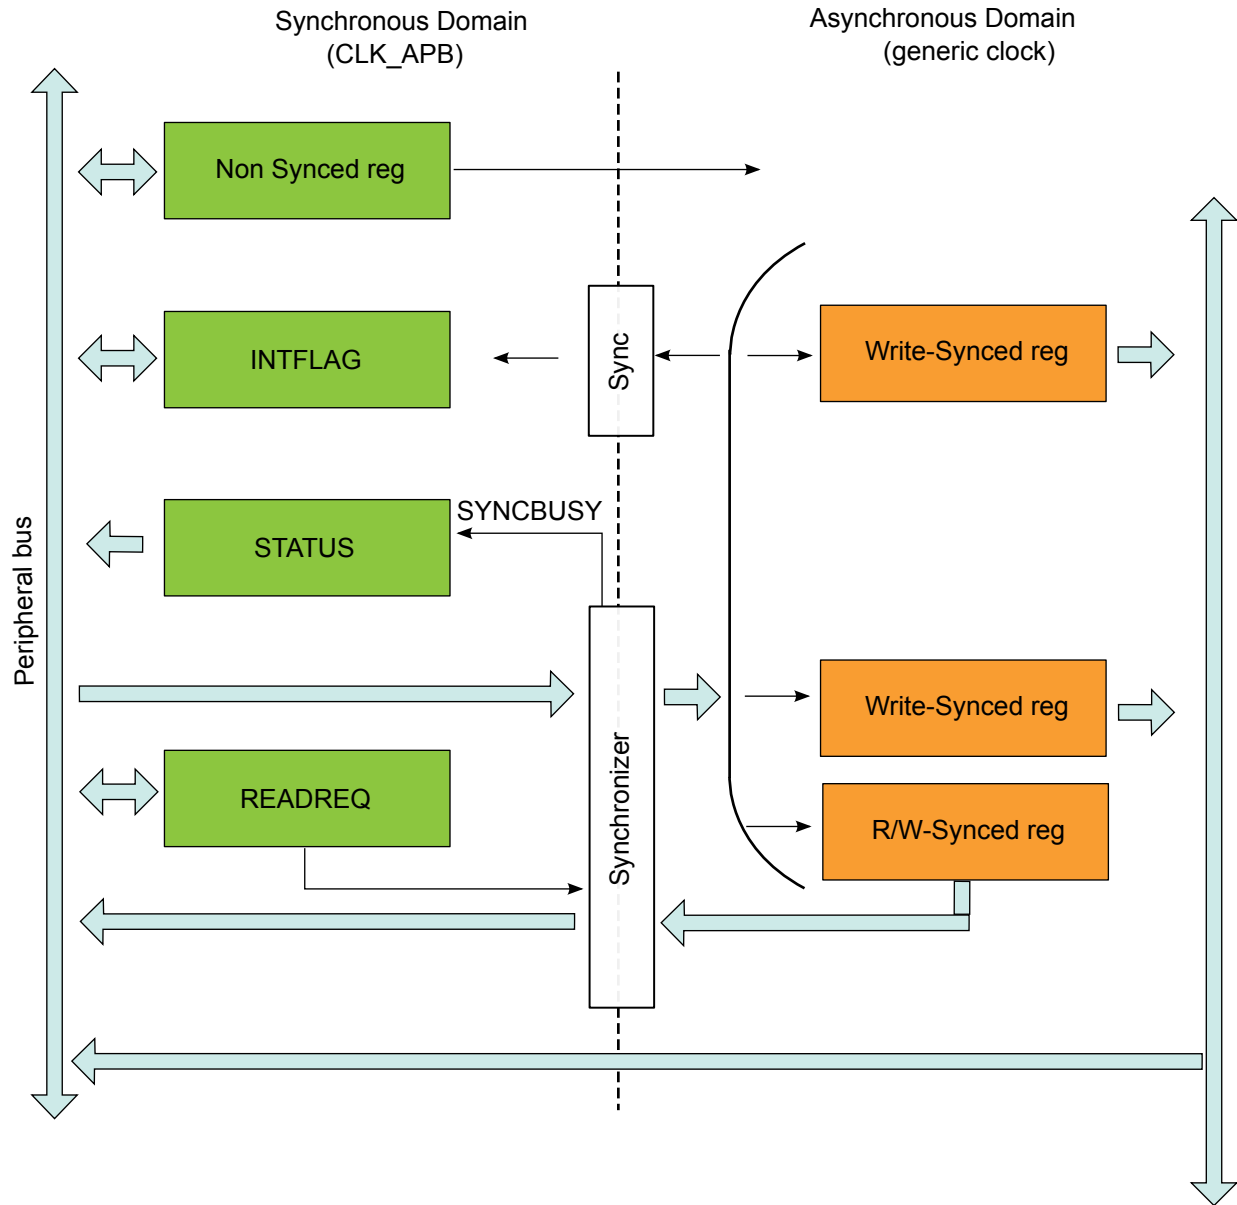 Synchronous Domain
(CLK_APB)
Asynchronous Domain
(generic clock)
Non Synced reg
INTFLAG
Sync
Write-Synced reg
SYNCBUSY
STATUS
Peripheral bus
Write-Synced reg
READREQ
Synchronizer
R/W-Synced reg